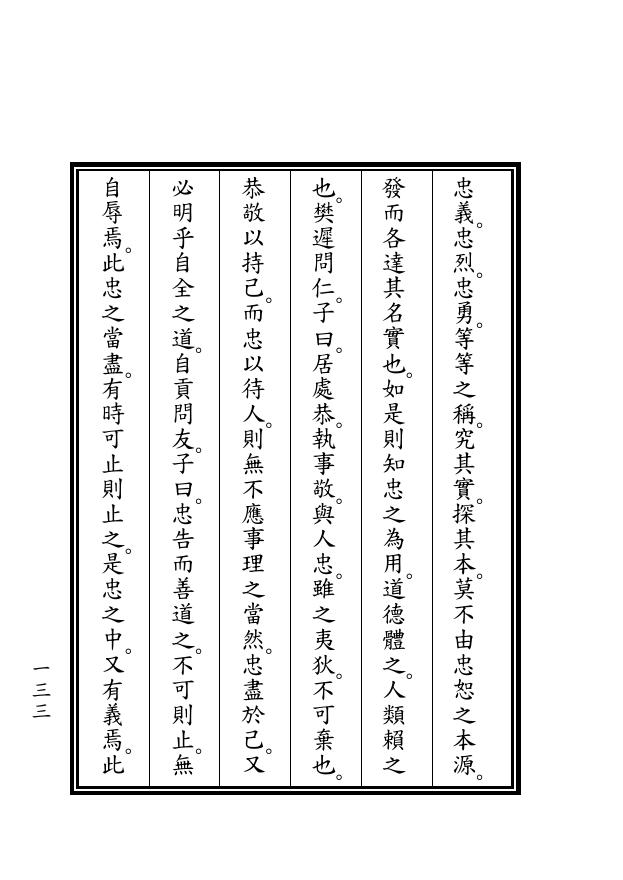 忠義。忠烈。忠勇。等等之稱。究其實。探其本。莫不由忠恕之本源。
發而各達其名實也。如是則知忠之為用。道德體之。人類賴之
也。樊遲問仁。子曰。居處恭。執事敬。與人忠。雖之夷狄。不可棄也。
恭敬以持己。而忠以待人。則無不應事理之當然。忠盡於己。又
必明乎自全之道。自貢問友。子曰。忠告而善道之。不可則止。無
自辱焉。此忠之當盡。有時可止則止之。是忠之中。又有義焉。此
一三三